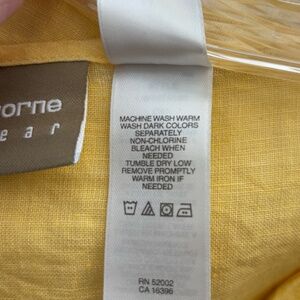 orne
ear
MACHINE WASH WARM
WASH DARK COLORS
SEPARATELY
NON-CHLORINE
BLEACH WHEN
NEEDED
TUMBLE DRY LOW
REMOVE PROMPTLY
WARM IRON IF
NEEDED
RN 52002
CA 16396